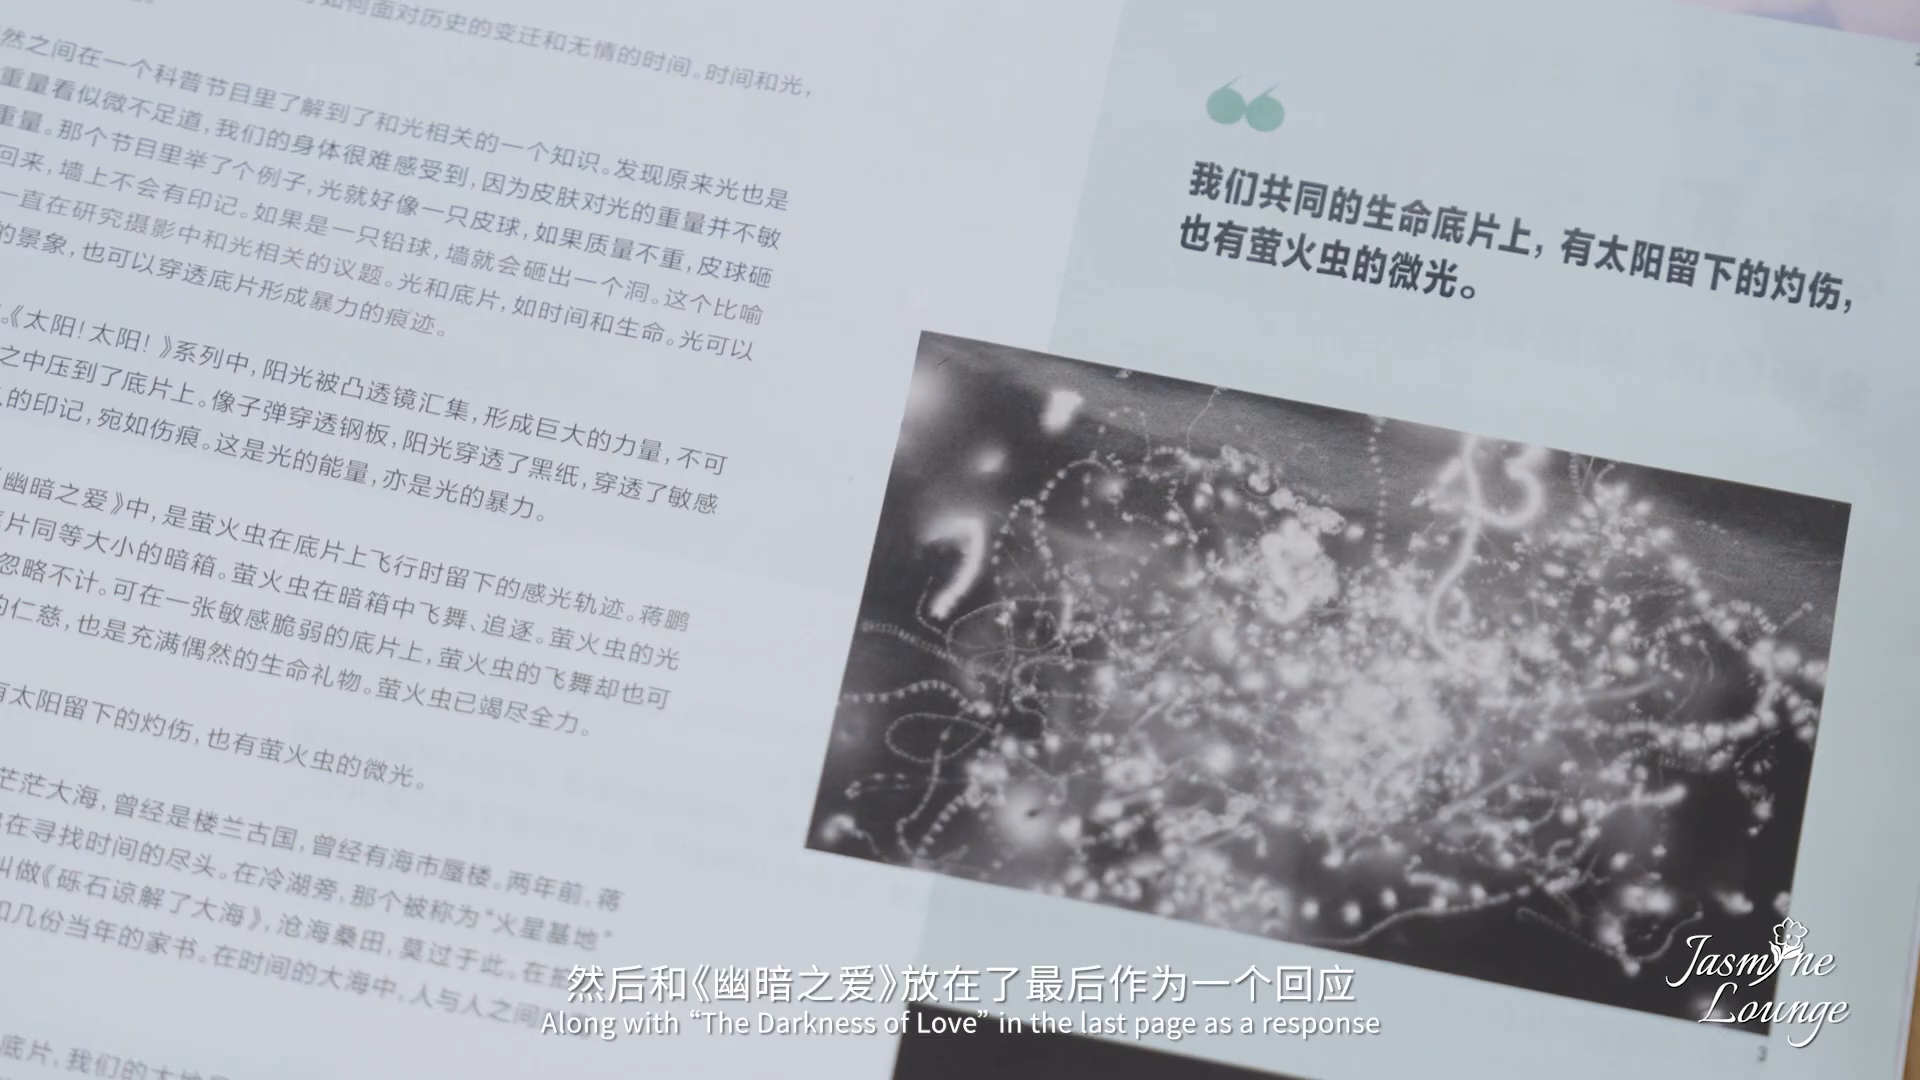 如何面对历史的变迁和无情的时间。时间和光，
然之间在一个科普节目里了解到了和光相关的一个知识。发现原来光也是
重量看似微不足道，我们的身体很难感受到，因为皮肤对光的重量并不敏
重量。那个节目里举了个例子，光就好像一只皮球，如果质量不重，皮球砸
回来，墙上不会有印记。如果是一只铅球，墙就会砸出一个洞。这个比喻
一直在研究摄影中和光相关的议题。光和底片，如时间和生命。光可以
的景象，也可以穿透底片形成暴力的痕迹。
《太阳！太阳！》系列中，阳光被凸透镜汇集，形成巨大的力量，不可
之中压到了底片上。像子弹穿透钢板，阳光穿透了黑纸，穿透了敏感
的印记，宛如伤痕。这是光的能量，亦是光的暴力。
《幽暗之爱》中，是萤火虫在底片上飞行时留下的感光轨迹。蒋鹏
片同等大小的暗箱。萤火虫在暗箱中飞舞、追逐。萤火虫的光
忽略不计。可在一张敏感脆弱的底片上，萤火虫的飞舞却也可
的仁慈，也是充满偶然的生命礼物。萤火虫已竭尽全力。
有太阳留下的灼伤，也有萤火虫的微光。
茫茫大海，曾经是楼兰古国，曾经有海市蜃楼。两年前，蒋
在寻找时间的尽头。在冷湖旁，那个被称为“火星基地”
叫做《砾石谅解了大海》，沧海桑田，莫过于此。在
和几份当年的家书。在时间的大海中，人与人之间
底片，我们的大地
我们共同的生命底片上，有太阳留下的灼伤，
也有萤火虫的微光。
3
然后和《幽暗之爱》放在了最后作为一个回应
Along with “The Darkness of Love” in the last page as a response
Jasmine
Lounge